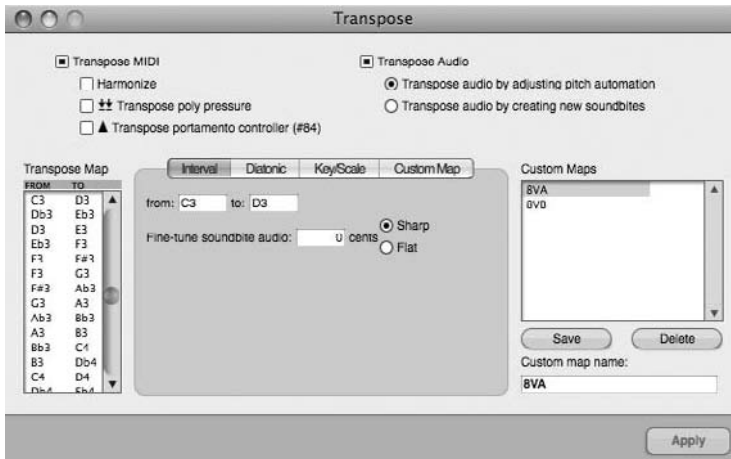 Transpose
Transpose MIDI
Harmonize
Transpose poly pressure
Transpose portamento controller (#84)
Transpose Audio
Transpose audio by adjusting pitch automation
Transpose audio by creating new soundbites
Transpose Map
FROM TO
C3 D3
Db3 Eb3
D3 E3
Eb3 F3
E3 F#3
F3 G3
F#3 Ab3
G3 A3
Ab3 Bb3
A3 B3
Bb3 C4
B3 Db4
C4 D4
Db4 Eb4
Interval Diatonic Key/Scale Custom Map
from: C3 to: D3
Fine-tune soundbite audio: 0 cents
Sharp
Flat
Custom Maps
8VA
8VB
Save Delete
Custom map name:
8VA
Apply